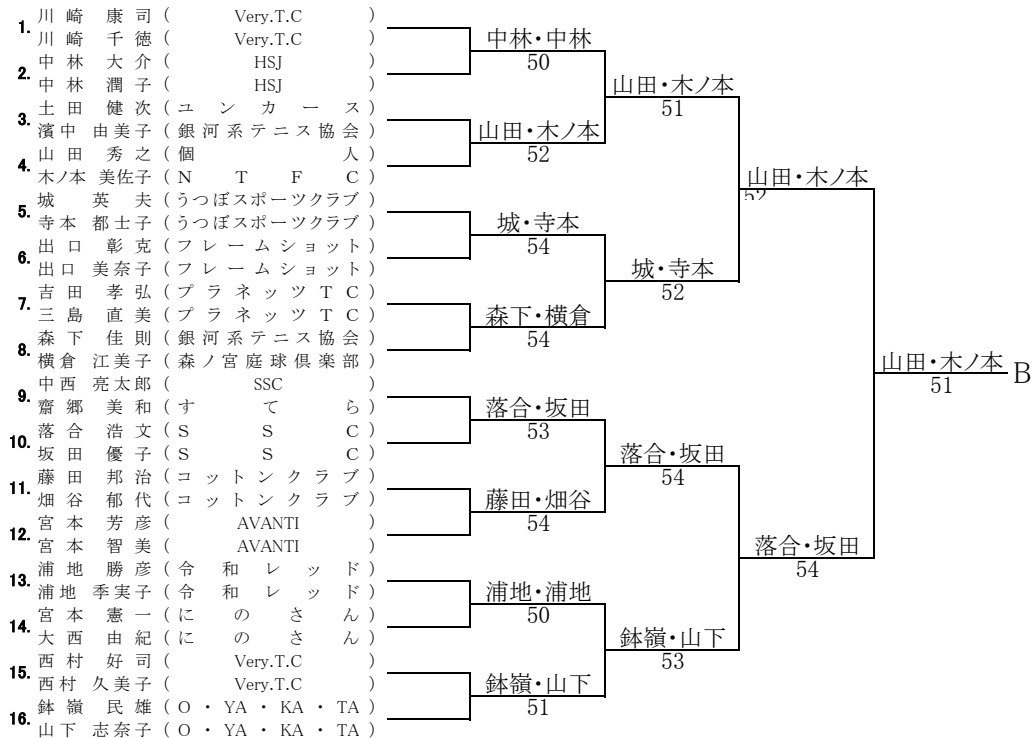 1. 川崎 康司 ( Very.T.C )
川崎 千徳 ( Very.T.C )
2. 中林 大介 ( HSJ )
中林 潤子 ( HSJ )
3. 土田 健次 ( ユンカース )
濱中 由美子 ( 銀河系テニス協会 )
4. 山田 秀之 ( 個人 )
木ノ本 美佐子 ( NTFC )
5. 城 英夫 ( うつぼスポーツクラブ )
寺本 都士子 ( うつぼスポーツクラブ )
6. 出口 彰克 ( フレームショット )
出口 美奈子 ( フレームショット )
7. 吉田 孝弘 ( プラネッツTC )
三島 直美 ( プラネッツTC )
8. 森下 佳則 ( 銀河系テニス協会 )
横倉 江美子 ( 森ノ宮庭球倶楽部 )
9. 中西 亮太郎 ( SSC )
齋郷 美和 ( すてら )
10. 落合 浩文 ( SSC )
坂田 優子 ( SSC )
11. 藤田 邦治 ( コットンクラブ )
畑谷 郁代 ( コットンクラブ )
12. 宮本 芳彦 ( AVANTI )
宮本 智美 ( AVANTI )
13. 浦地 勝彦 ( 令和レッド )
浦地 季実子 ( 令和レッド )
14. 宮本 憲一 ( にのさん )
大西 由紀 ( にのさん )
15. 西村 好司 ( Very.T.C )
西村 久美子 ( Very.T.C )
16. 鉢嶺 民雄 ( O・YA・KA・TA )
山下 志奈子 ( O・YA・KA・TA )
中林・中林
50
山田・木ノ本
52
城・寺本
54
森下・横倉
54
落合・坂田
53
藤田・畑谷
54
浦地・浦地
50
鉢嶺・山下
51
山田・木ノ本
51
城・寺本
52
落合・坂田
54
鉢嶺・山下
53
山田・木ノ本
52
落合・坂田
54
山田・木ノ本
51
B